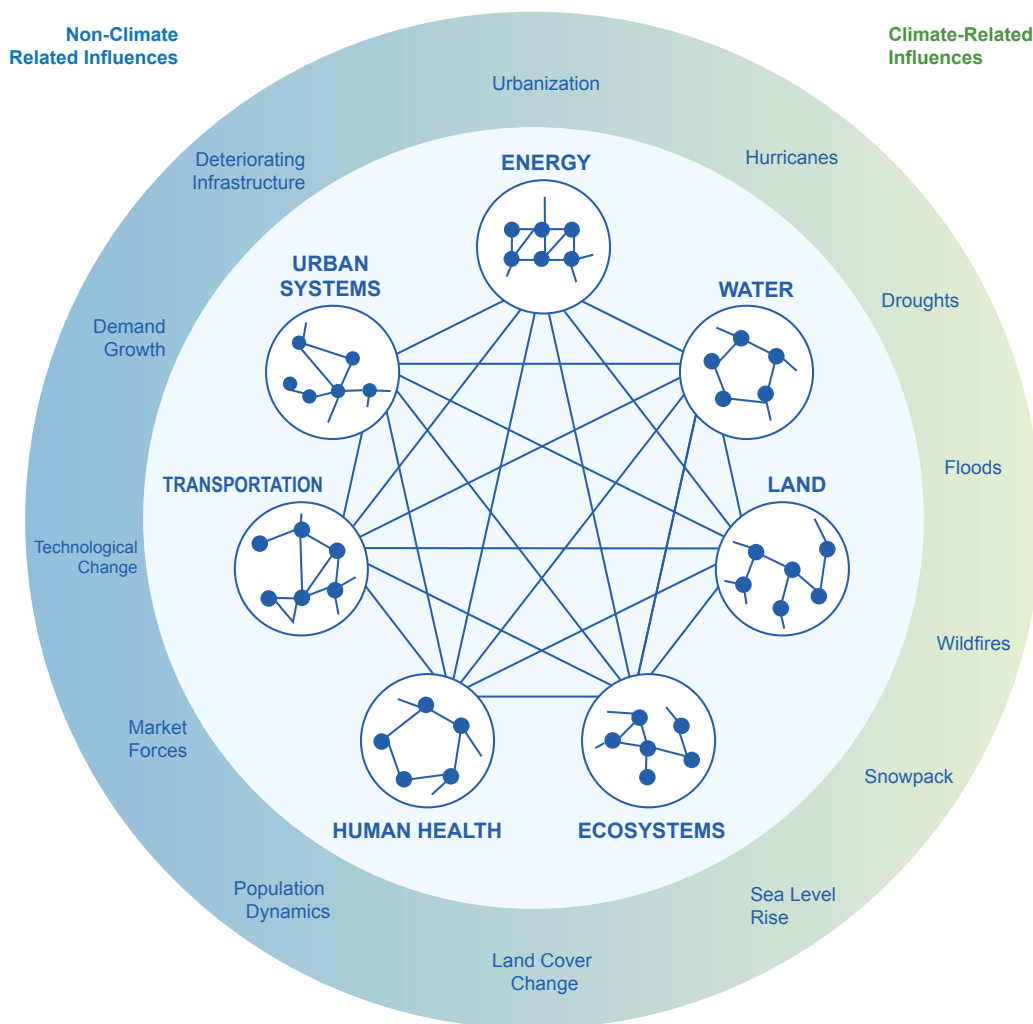 Non-Climate
Related Influences
Climate-Related
Influences
Urbanization
Deteriorating
Infrastructure
Hurricanes
ENERGY
URBAN
SYSTEMS
WATER
Droughts
Demand
Growth
Floods
TRANSPORTATION
LAND
Technological
Change
Wildfires
Market
Forces
Snowpack
HUMAN HEALTH
ECOSYSTEMS
Population
Dynamics
Sea Level
Rise
Land Cover
Change